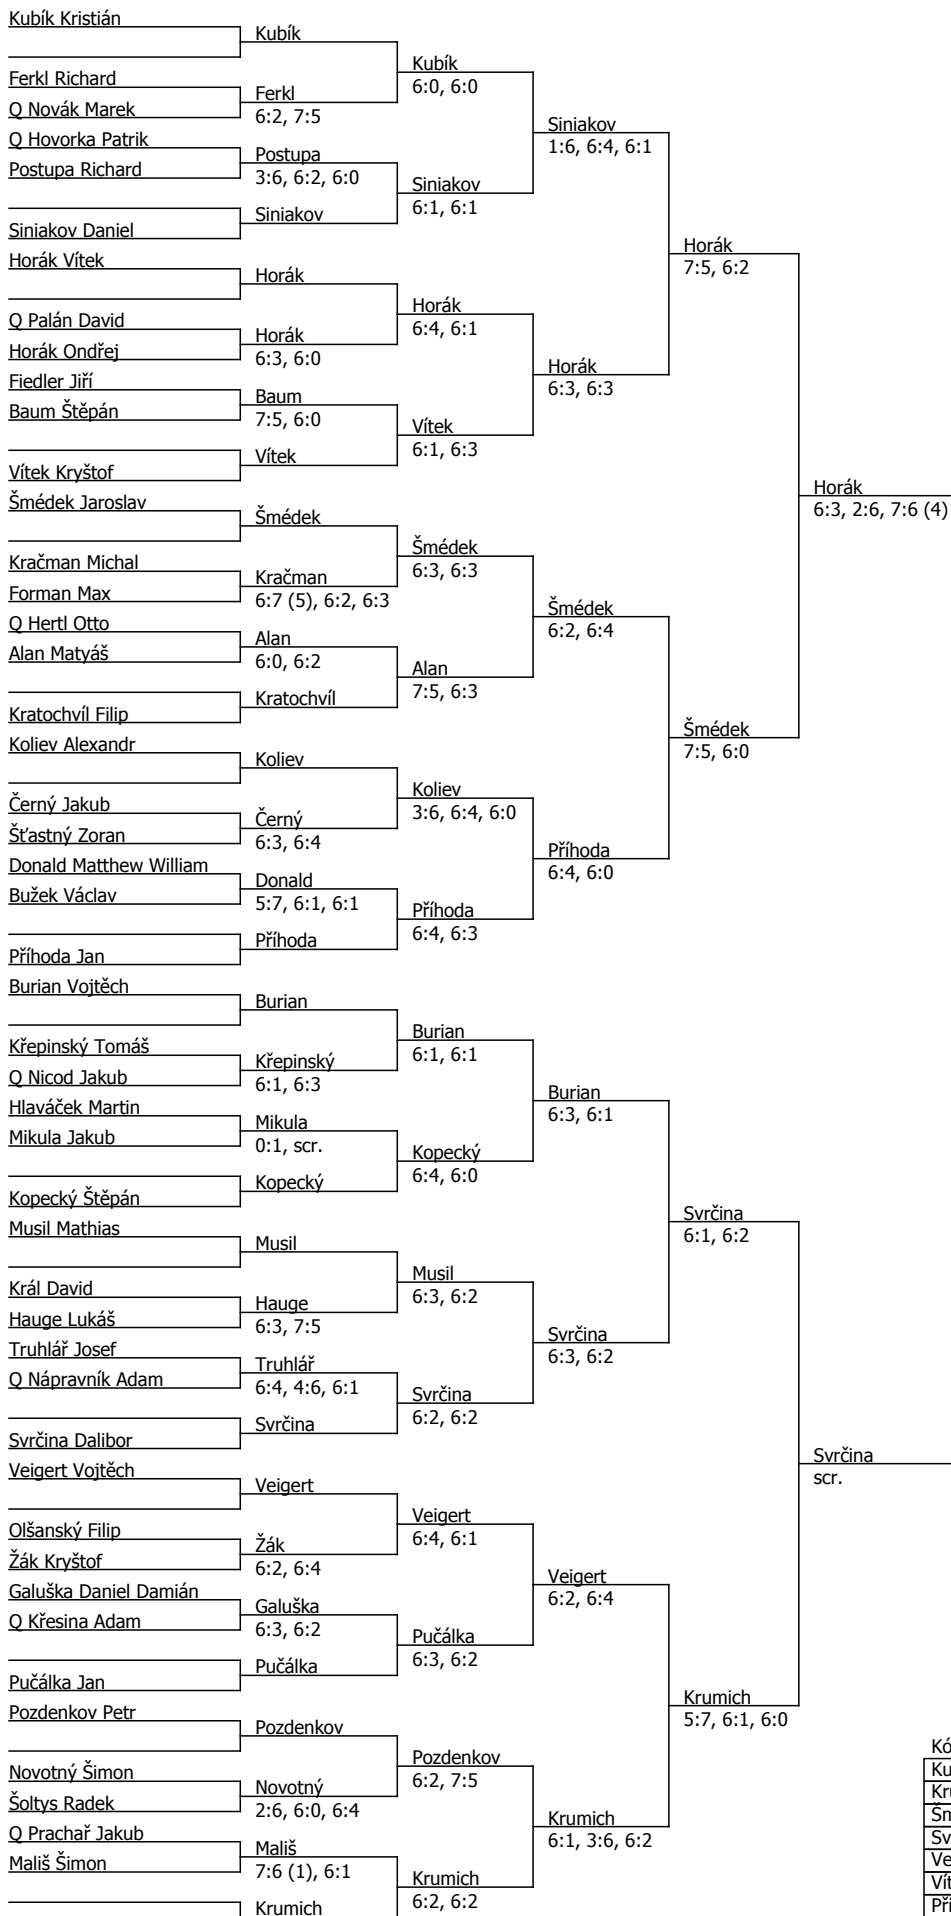 Kubík Kristián
Kubík
Kubík
6:0, 6:0
Ferkl Richard
Ferkl
6:2, 7:5
Q Novák Marek
Siniakov
1:6, 6:4, 6:1
Q Hovorka Patrik
Postupa
3:6, 6:2, 6:0
Postupa Richard
Siniakov
6:1, 6:1
Siniakov
Siniakov Daniel
Horák
7:5, 6:2
Horák Vítek
Horák
Horák
6:4, 6:1
Q Palán David
Horák
6:3, 6:0
Horák Ondřej
Horák
6:3, 6:3
Fiedler Jiří
Baum
7:5, 6:0
Baum Štěpán
Vítek
6:1, 6:3
Vítek
Vítek Kryštof
Horák
6:3, 2:6, 7:6 (4)
Šmédek Jaroslav
Šmédek
Šmédek
6:3, 6:3
Kračman Michal
Kračman
6:7 (5), 6:2, 6:3
Forman Max
Šmédek
6:2, 6:4
Q Hertl Otto
Alan
6:0, 6:2
Alan Matyáš
Alan
7:5, 6:3
Kratochvíl
Kratochvíl Filip
Šmédek
7:5, 6:0
Koliev Alexandr
Koliev
Koliev
3:6, 6:4, 6:0
Černý Jakub
Černý
6:3, 6:4
Šťastný Zoran
Příhoda
6:4, 6:0
Donald Matthew William
Donald
5:7, 6:1, 6:1
Bužek Václav
Příhoda
6:4, 6:3
Příhoda
Příhoda Jan
Burian Vojtěch
Burian
Burian
6:1, 6:1
Křepinský Tomáš
Křepinský
6:1, 6:3
Q Nicod Jakub
Burian
6:3, 6:1
Hlaváček Martin
Mikula
0:1, scr.
Mikula Jakub
Kopecký
6:4, 6:0
Kopecký
Kopecký Štěpán
Svrčina
6:1, 6:2
Musil Mathias
Musil
Musil
6:3, 6:2
Král David
Hauge
6:3, 7:5
Hauge Lukáš
Svrčina
6:3, 6:2
Truhlář Josef
Truhlář
6:4, 4:6, 6:1
Q Nápravník Adam
Svrčina
6:2, 6:2
Svrčina
Svrčina Dalibor
Svrčina
scr.
Veigert Vojtěch
Veigert
Veigert
6:4, 6:1
Olšanský Filip
Žák
6:2, 6:4
Žák Kryštof
Veigert
6:2, 6:4
Galuška Daniel Damián
Galuška
6:3, 6:2
Q Křesina Adam
Pučálka
6:3, 6:2
Pučálka
Pučálka Jan
Krumich
5:7, 6:1, 6:0
Pozdenkov Petr
Pozdenkov
Pozdenkov
6:2, 7:5
Novotný Šimon
Novotný
2:6, 6:0, 6:4
Šoltys Radek
Krumich
6:1, 3:6, 6:2
Q Prachař Jakub
Mališ
7:6 (1), 6:1
Mališ Šimon
Krumich
6:2, 6:2
Krumich
Kó
Ku
Kru
Šm
Sv
Ve
Vít
Při